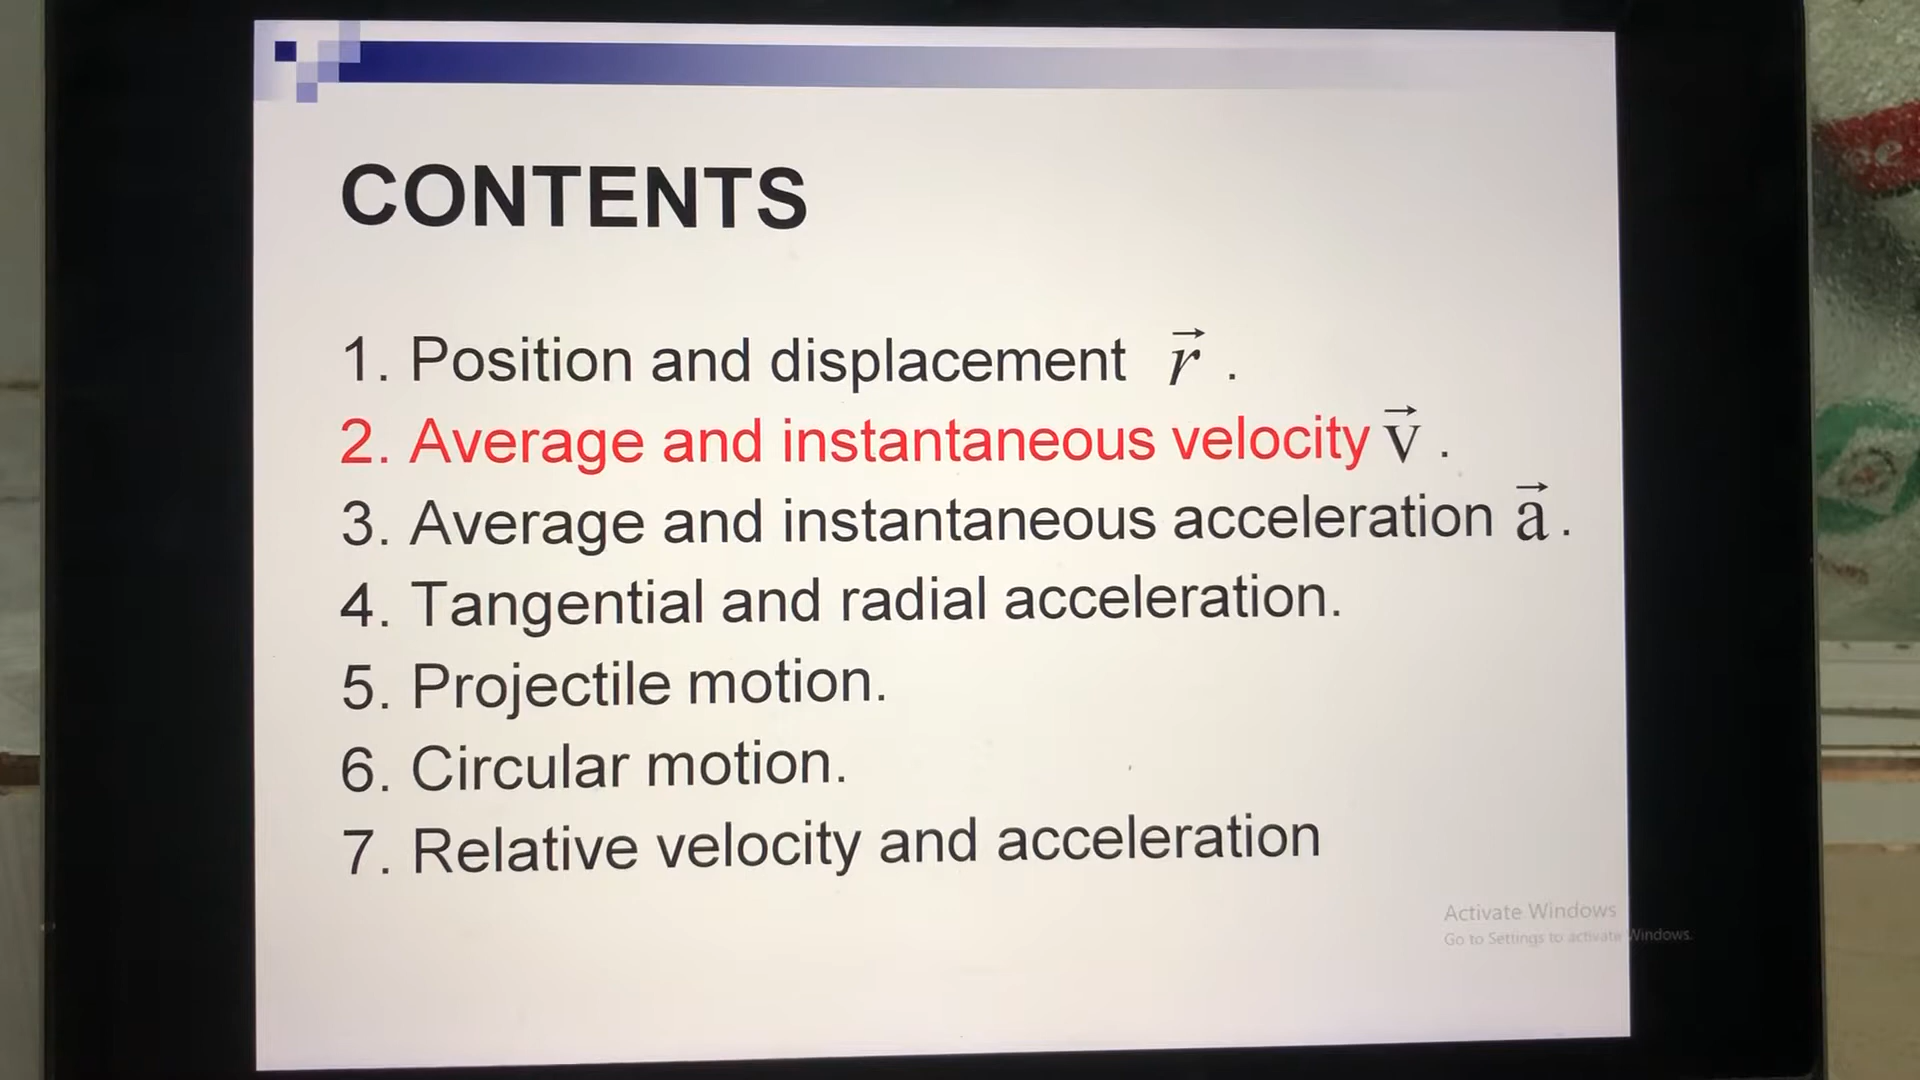 CONTENTS
1. Position and displacement r⃗ .
2. Average and instantaneous velocity v⃗ .
3. Average and instantaneous acceleration a⃗ .
4. Tangential and radial acceleration.
5. Projectile motion.
6. Circular motion.
7. Relative velocity and acceleration
Activate Windows
Go to Settings to activate Windows.